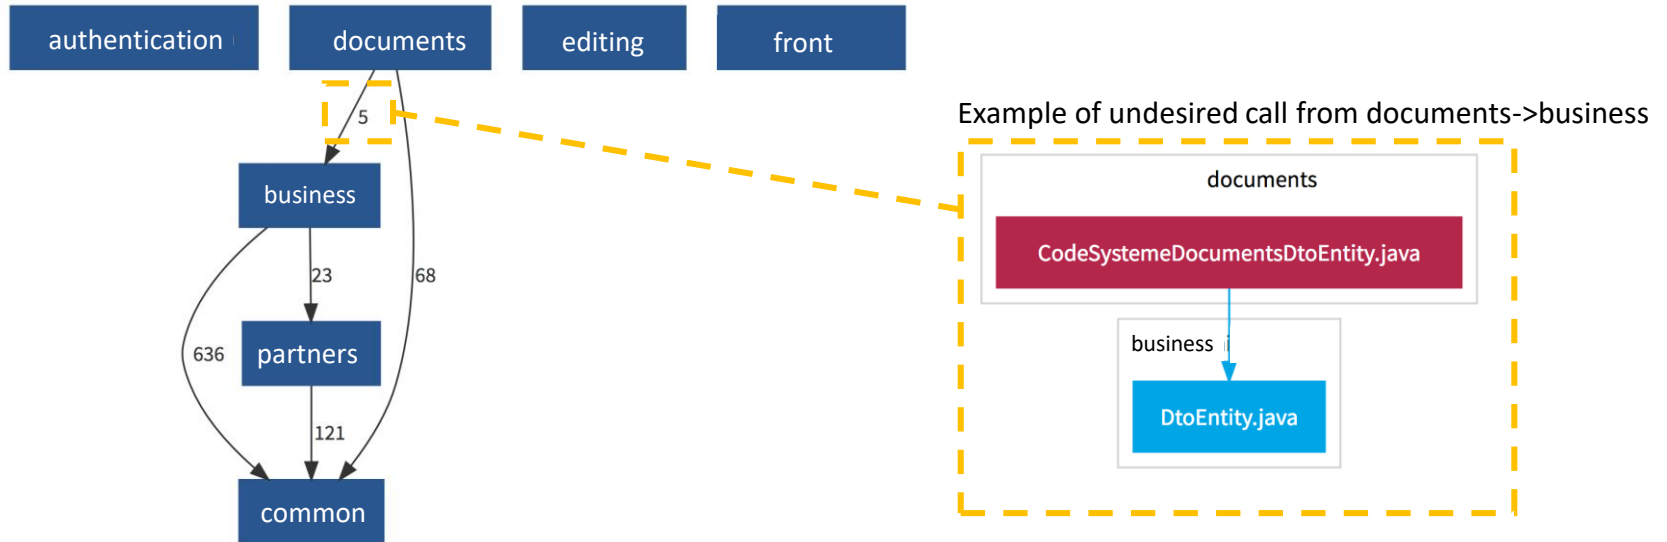 authentication
documents
editing
front
5
Example of undesired call from documents->business
documents
business
CodeSystemeDocumentsDtoEntity.java
23
68
business
636
partners
DtoEntity.java
121
common